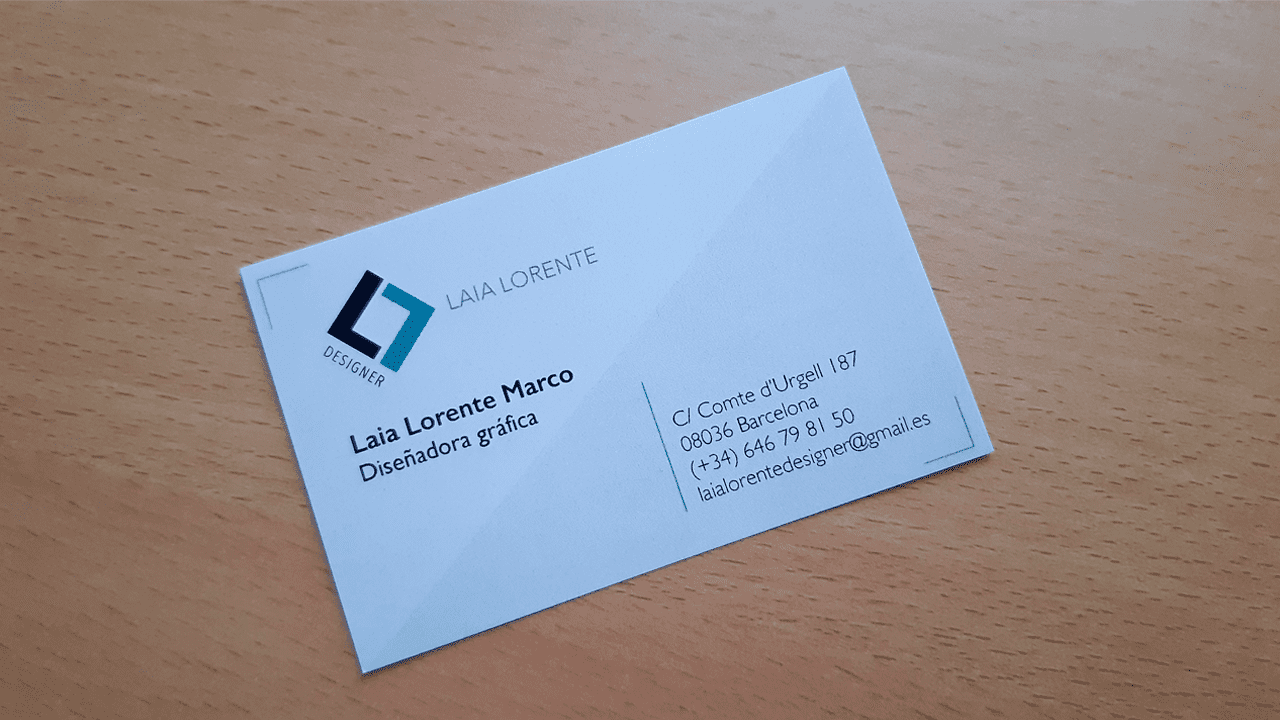 LAIA LORENTE
DESIGNER
Laia Lorente Marco
Diseñadora gráfica
C/ Comte d'Urgell 187
08036 Barcelona
(+34) 646 79 81 50
laialorentedesigner@gmail.es